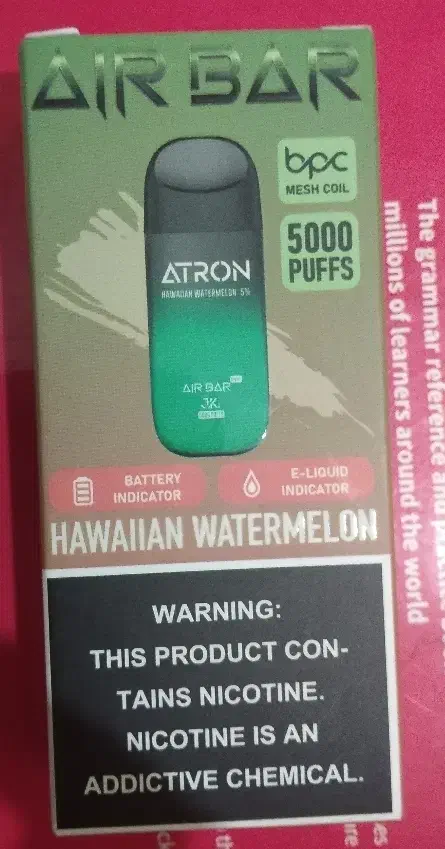 AIR BAR
bpc
MESH COIL
5000
PUFFS
ATRON
HAWAIIAN WATERMELON 5%
AIR BAR
BATTERY
INDICATOR
E-LIQUID
INDICATOR
HAWAIIAN WATERMELON
WARNING:
THIS PRODUCT CON-
TAINS NICOTINE.
NICOTINE IS AN
ADDICTIVE CHEMICAL.
The grammar reference
millions of learners around the world